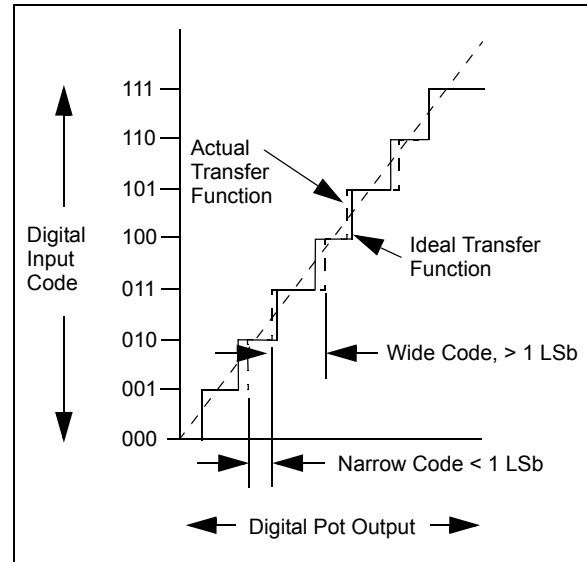 111
110
101
100
011
010
001
000
Digital
Input
Code
Actual
Transfer
Function
Ideal Transfer
Function
Wide Code, > 1 LSb
Narrow Code < 1 LSb
Digital Pot Output